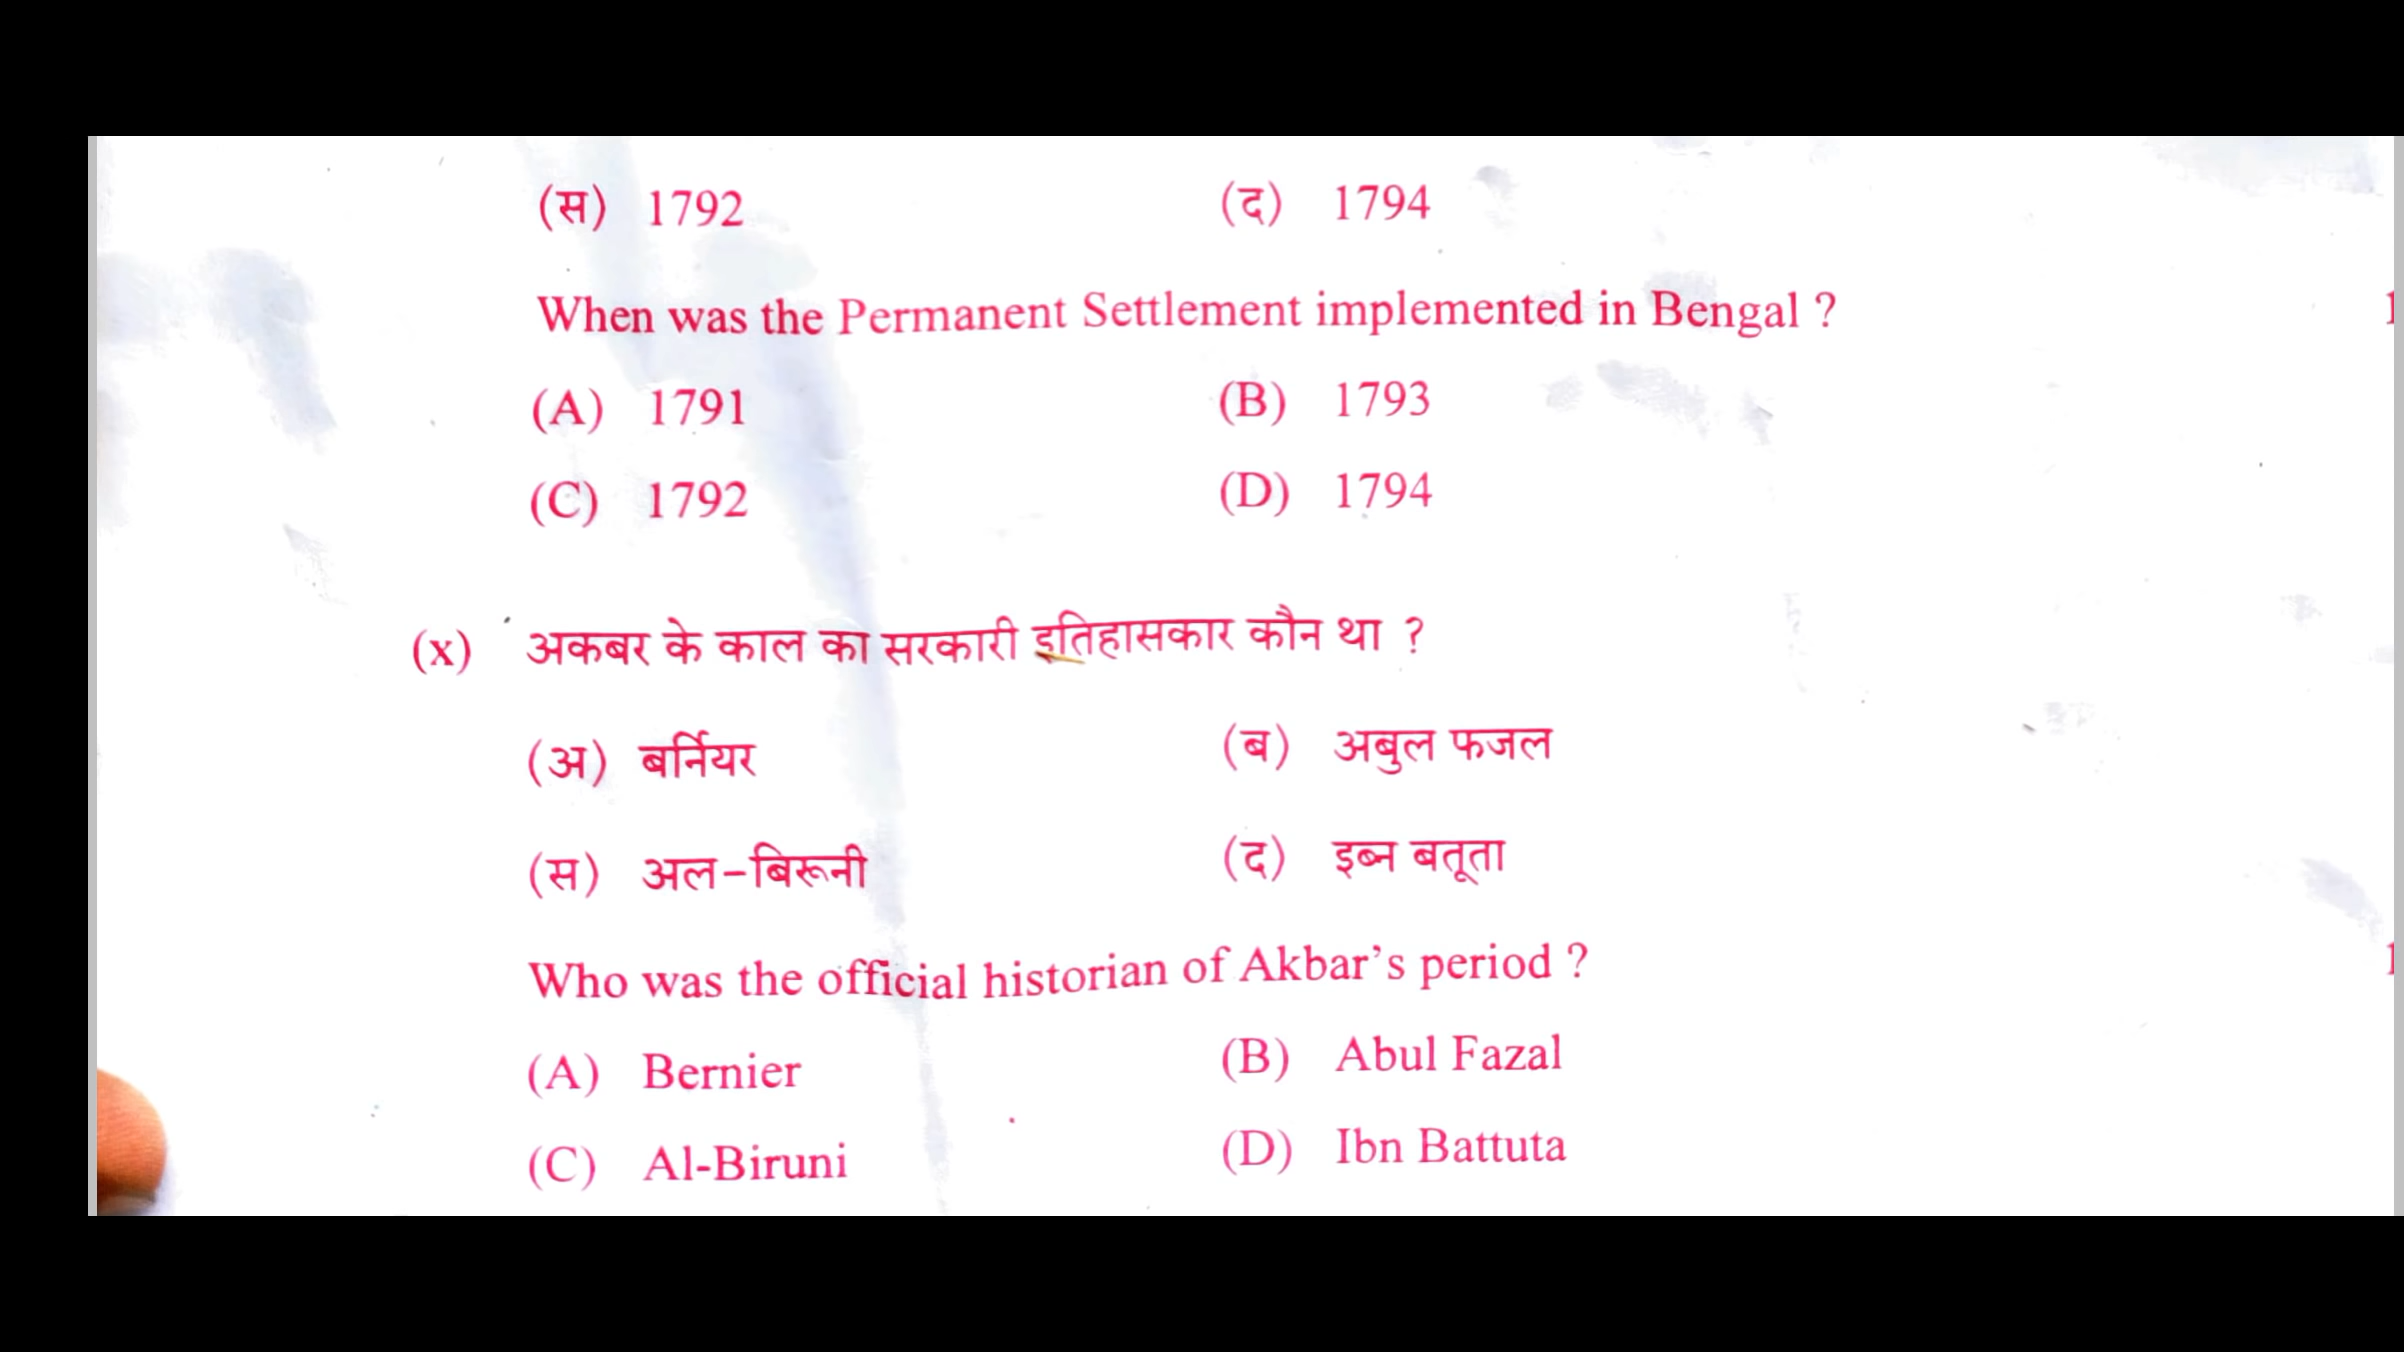 (स) 1792 (द) 1794
When was the Permanent Settlement implemented in Bengal ? 1
(A) 1791 (B) 1793
(C) 1792 (D) 1794
(x) अकबर के काल का सरकारी इतिहासकार कौन था ?
(अ) बर्नियर (ब) अबुल फजल
(स) अल-बिरूनी (द) इब्न बतूता
Who was the official historian of Akbar's period ? 1
(A) Bernier (B) Abul Fazal
(C) Al-Biruni (D) Ibn Battuta